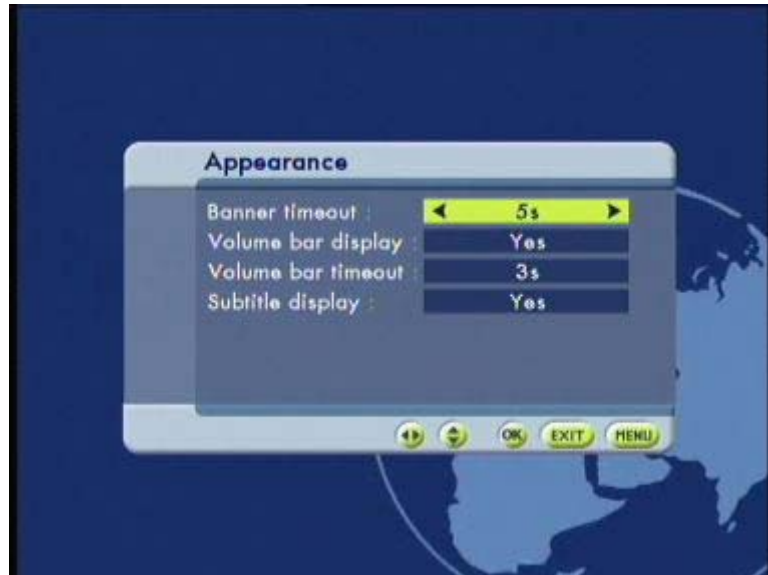 Appearance
Banner timeout : 5s
Volume bar display : Yes
Volume bar timeout : 3s
Subtitle display : Yes
OK EXIT MENU